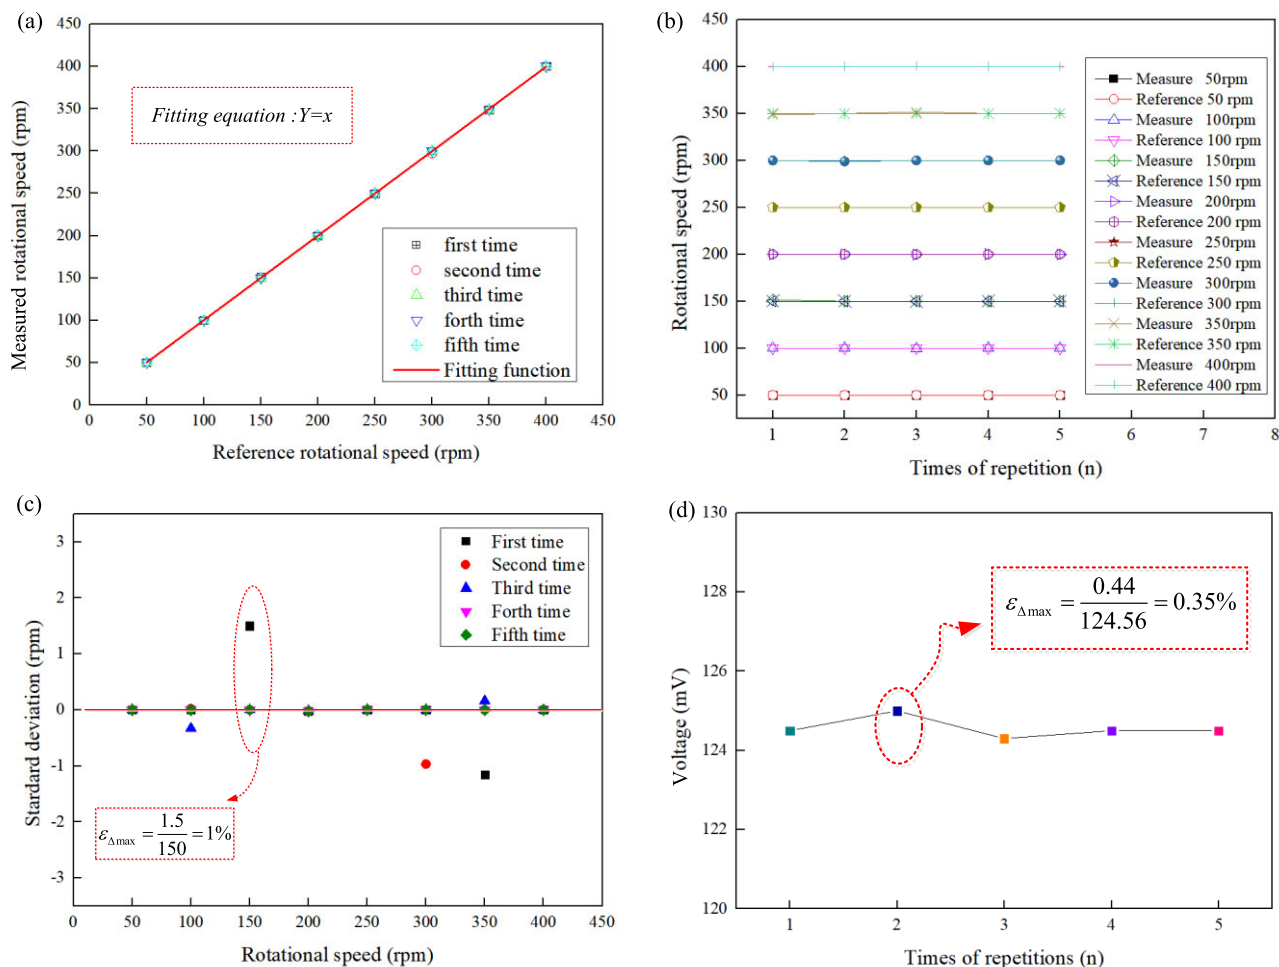 (a)
450
400
350
300
250
200
150
100
50
0
Measured rotational speed (rpm)
Fitting equation :Y=x
first time
second time
third time
forth time
fifth time
Fitting function
0 50 100 150 200 250 300 350 400 450
Reference rotational speed (rpm)
(b)
450
400
350
300
250
200
150
100
50
Rotational speed (rpm)
Measure 50rpm
Reference 50 rpm
Measure 100rpm
Reference 100 rpm
Measure 150rpm
Reference 150 rpm
Measure 200rpm
Reference 200 rpm
Measure 250rpm
Reference 250 rpm
Measure 300rpm
Reference 300 rpm
Measure 350rpm
Reference 350 rpm
Measure 400rpm
Reference 400 rpm
1 2 3 4 5 6 7 8
Times of repetition (n)
(c)
3
2
1
0
-1
-2
-3
Stardard deviation (rpm)
First time
Second time
Third time
Forth time
Fifth time
ε_Δmax = 1.5/150 = 1%
0 50 100 150 200 250 300 350 400 450
Rotational speed (rpm)
(d)
130
128
126
124
122
120
Voltage (mV)
ε_Δmax = 0.44/124.56 = 0.35%
1 2 3 4 5
Times of repetitions (n)